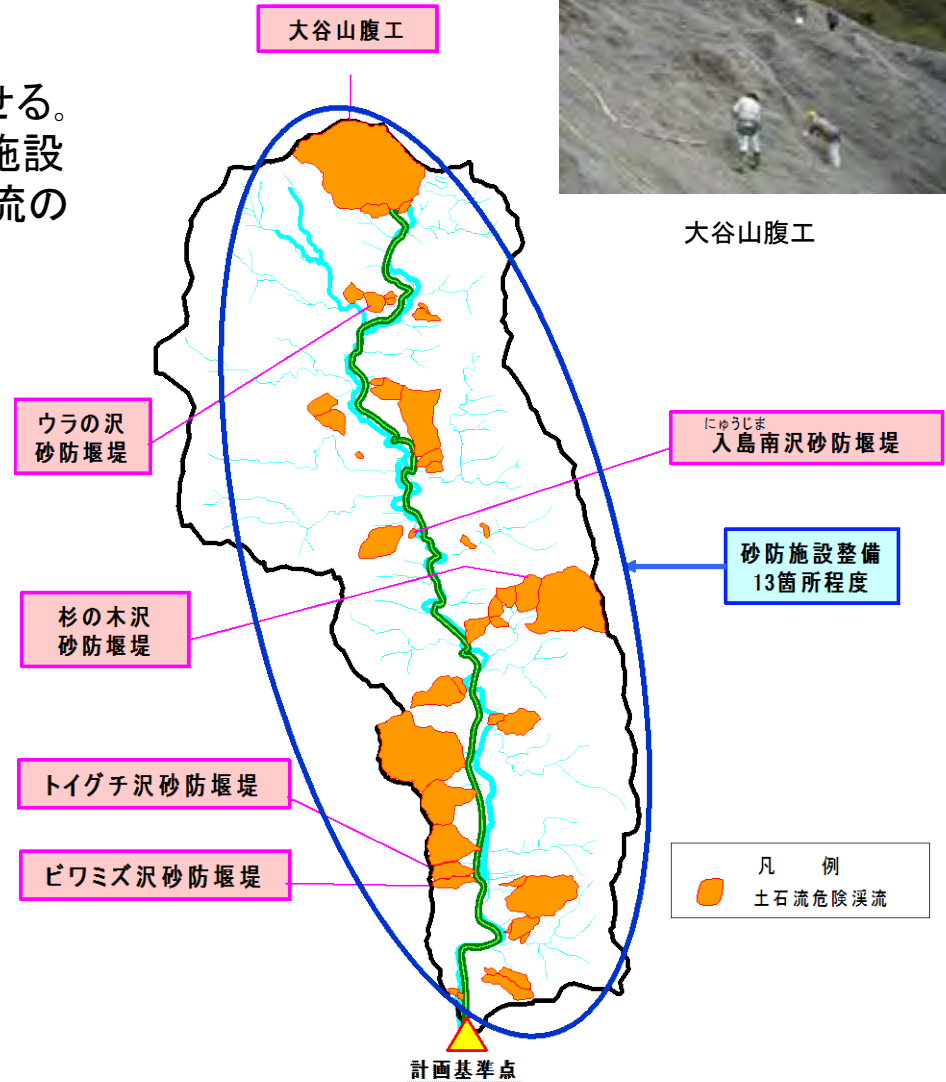 大谷山腹工
せる。
施設
流の
大谷山腹工
ウラの沢
砂防堰堤
にゅうじま
入島南沢砂防堰堤
砂防施設整備
13箇所程度
杉の木沢
砂防堰堤
トイグチ沢砂防堰堤
ビワミズ沢砂防堰堤
凡 例
土石流危険渓流
計画基準点